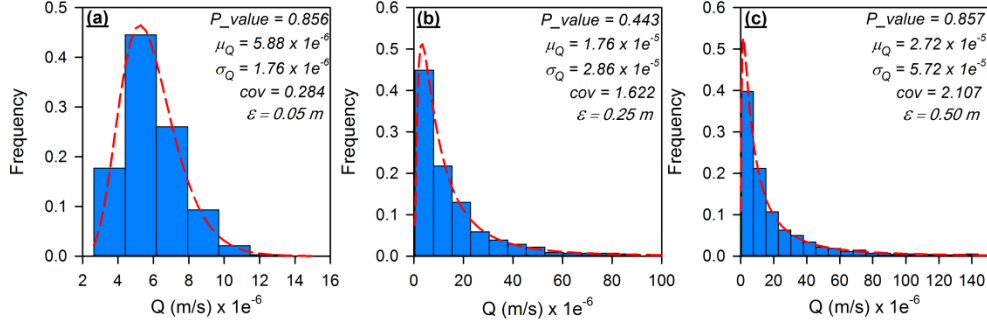 (a)
P_value = 0.856
μQ = 5.88 x 1e-6
σQ = 1.76 x 1e-6
cov = 0.284
ε = 0.05 m
Frequency
0.5
0.4
0.3
0.2
0.1
0.0
2 4 6 8 10 12 14 16
Q (m/s) x 1e-6
(b)
P_value = 0.443
μQ = 1.76 x 1e-5
σQ = 2.86 x 1e-5
cov = 1.622
ε = 0.25 m
Frequency
0.6
0.5
0.4
0.3
0.2
0.1
0.0
0 20 40 60 80 100
Q (m/s) x 1e-6
(c)
P_value = 0.857
μQ = 2.72 x 1e-5
σQ = 5.72 x 1e-5
cov = 2.107
ε = 0.50 m
Frequency
0.6
0.5
0.4
0.3
0.2
0.1
0.0
0 20 40 60 80 100 120 140
Q (m/s) x 1e-6